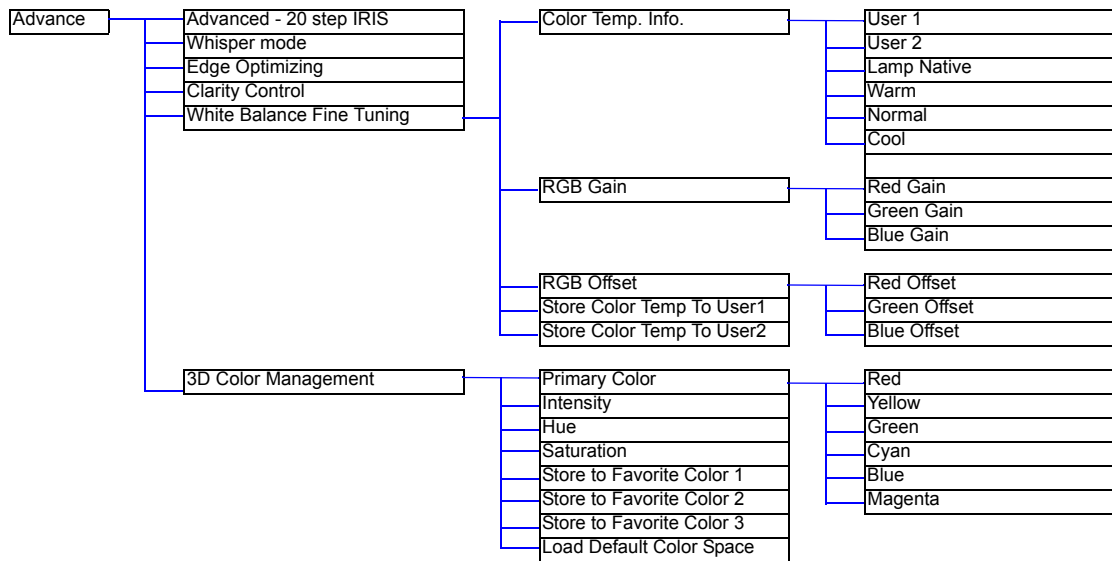 Advance
Advanced - 20 step IRIS
Whisper mode
Edge Optimizing
Clarity Control
White Balance Fine Tuning
Color Temp. Info.
User 1
User 2
Lamp Native
Warm
Normal
Cool
RGB Gain
Red Gain
Green Gain
Blue Gain
RGB Offset
Store Color Temp To User1
Store Color Temp To User2
Red Offset
Green Offset
Blue Offset
3D Color Management
Primary Color
Intensity
Hue
Saturation
Store to Favorite Color 1
Store to Favorite Color 2
Store to Favorite Color 3
Load Default Color Space
Red
Yellow
Green
Cyan
Blue
Magenta